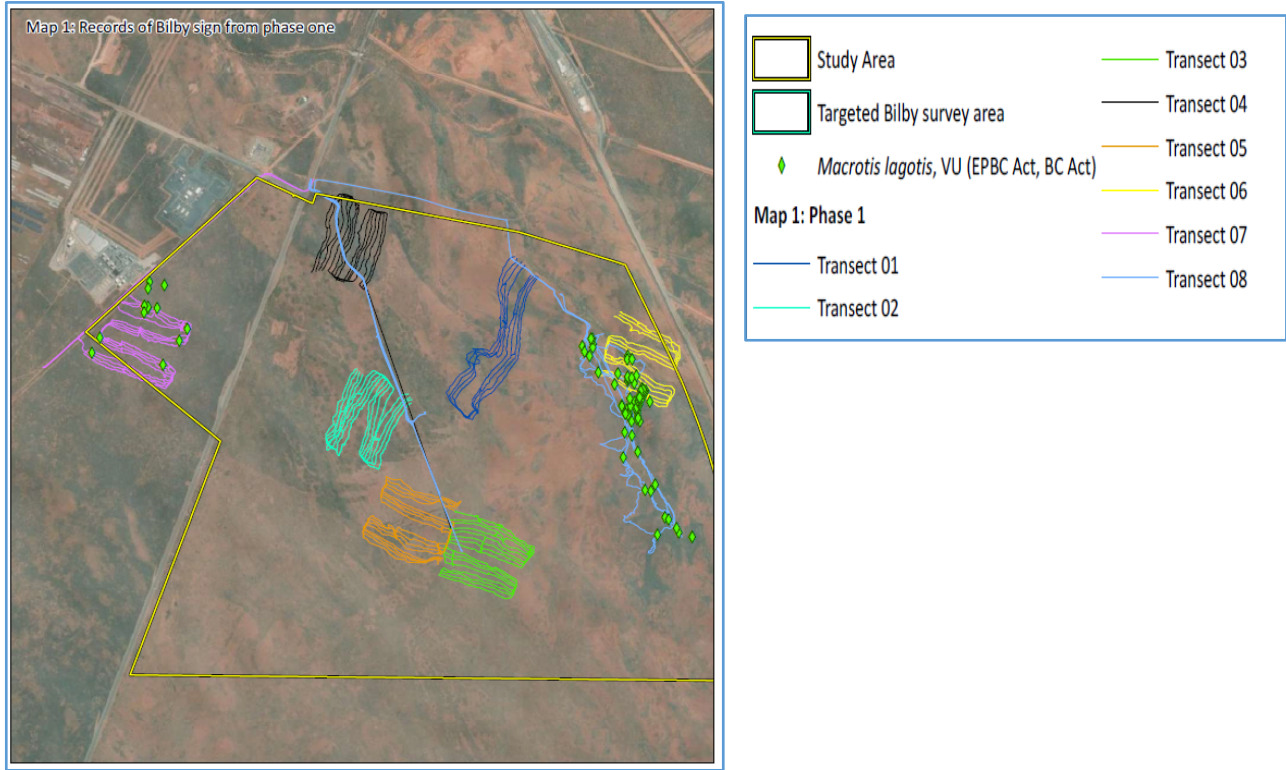 Map 1: Records of Bilby sign from phase one
Study Area
Targeted Bilby survey area
Macrotis lagotis, VU (EPBC Act, BC Act)
Map 1: Phase 1
Transect 01
Transect 02
Transect 03
Transect 04
Transect 05
Transect 06
Transect 07
Transect 08